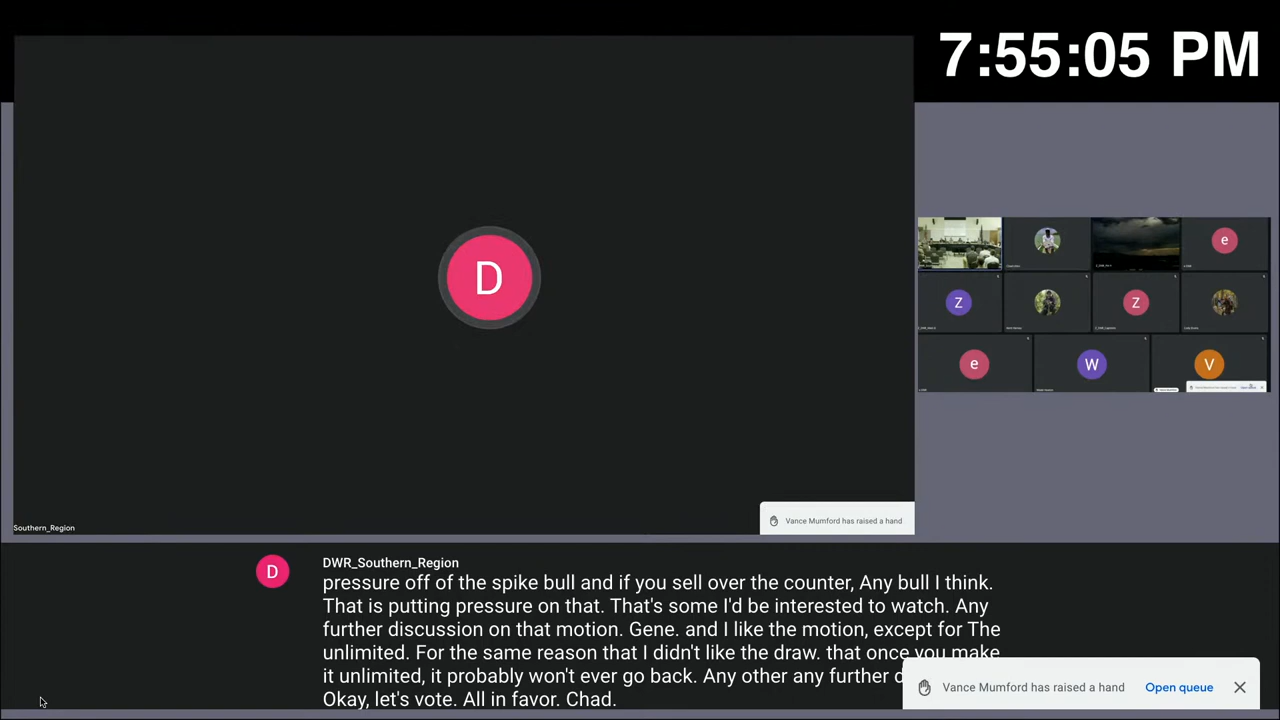 7:55:05 PM
D
e
Z
Z
e
W
V
Southern_Region
Vance Mumford has raised a hand
D
DWR_Southern_Region
pressure off of the spike bull and if you sell over the counter, Any bull I think.
That is putting pressure on that. That's some I'd be interested to watch. Any
further discussion on that motion. Gene. and I like the motion, except for The
unlimited. For the same reason that I didn't like the draw. that once you make
it unlimited, it probably won't ever go back. Any other any further
Okay, let's vote. All in favor. Chad.
Vance Mumford has raised a hand Open queue